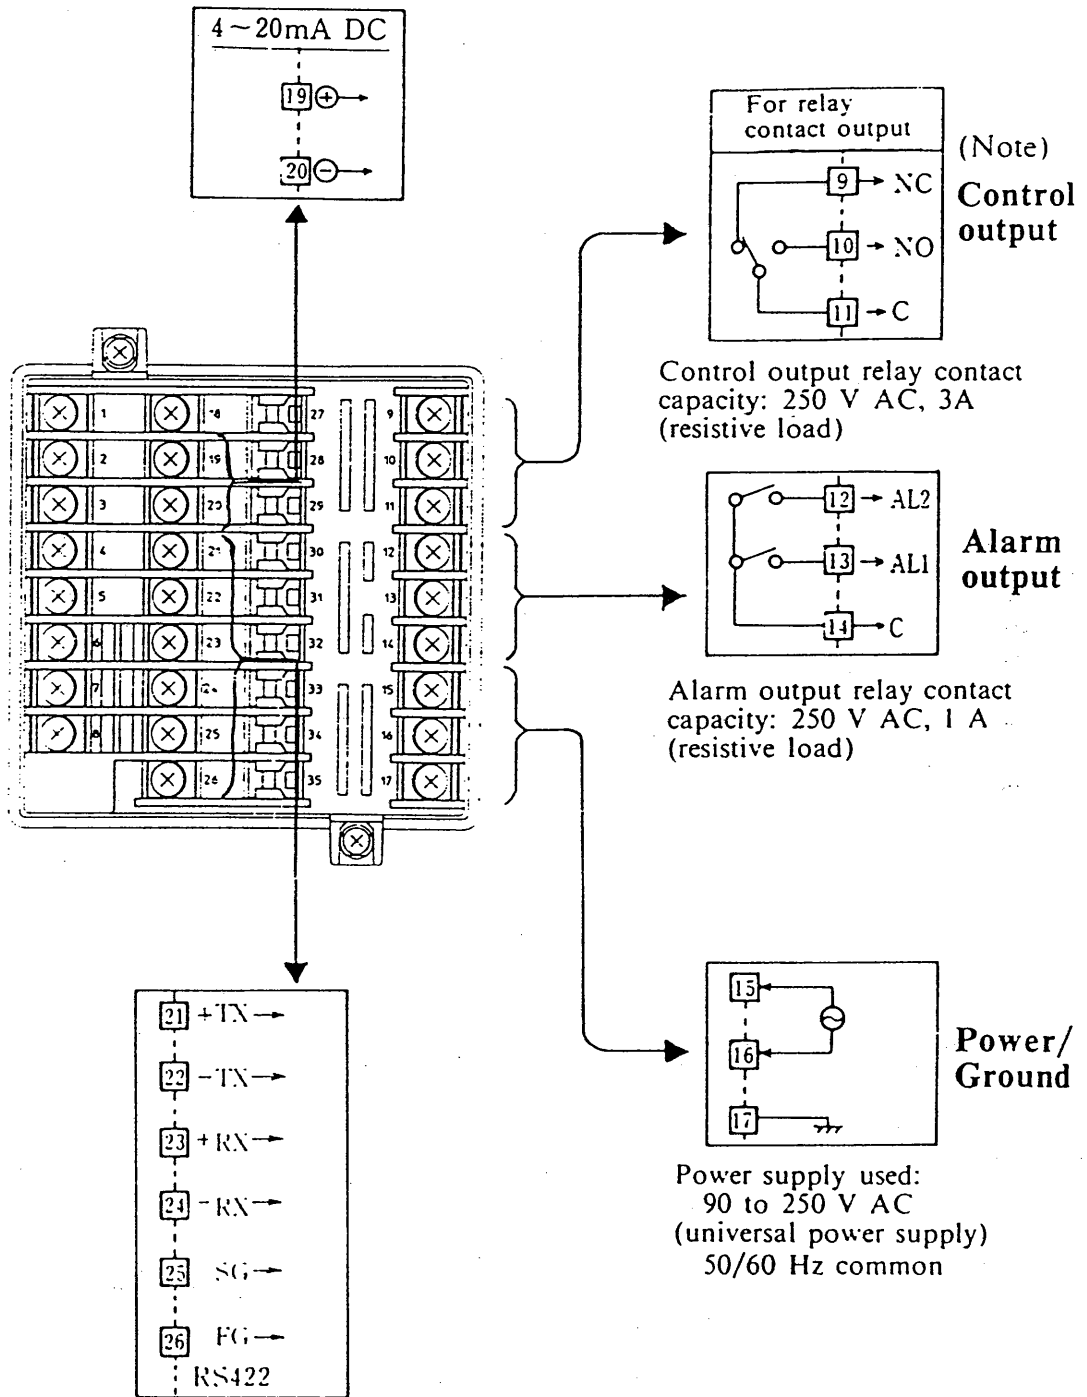 4~20mA DC
19 ⊕→
20 ⊖→
For relay
contact output
9 → NC
10 → NO
11 → C
(Note)
Control
output
Control output relay contact
capacity: 250 V AC, 3A
(resistive load)
1 18 27 9
2 19 28 10
3 20 29 11
4 21 30 12
5 22 31 13
6 23 32 14
7 24 33 15
8 25 34 16
26 35 17
12 → AL2
13 → AL1
14 → C
Alarm
output
Alarm output relay contact
capacity: 250 V AC, 1 A
(resistive load)
15
16
17
Power/
Ground
Power supply used:
90 to 250 V AC
(universal power supply)
50/60 Hz common
21 +TX→
22 -TX→
23 +RX→
24 -RX→
25 SG→
26 FG→
RS422